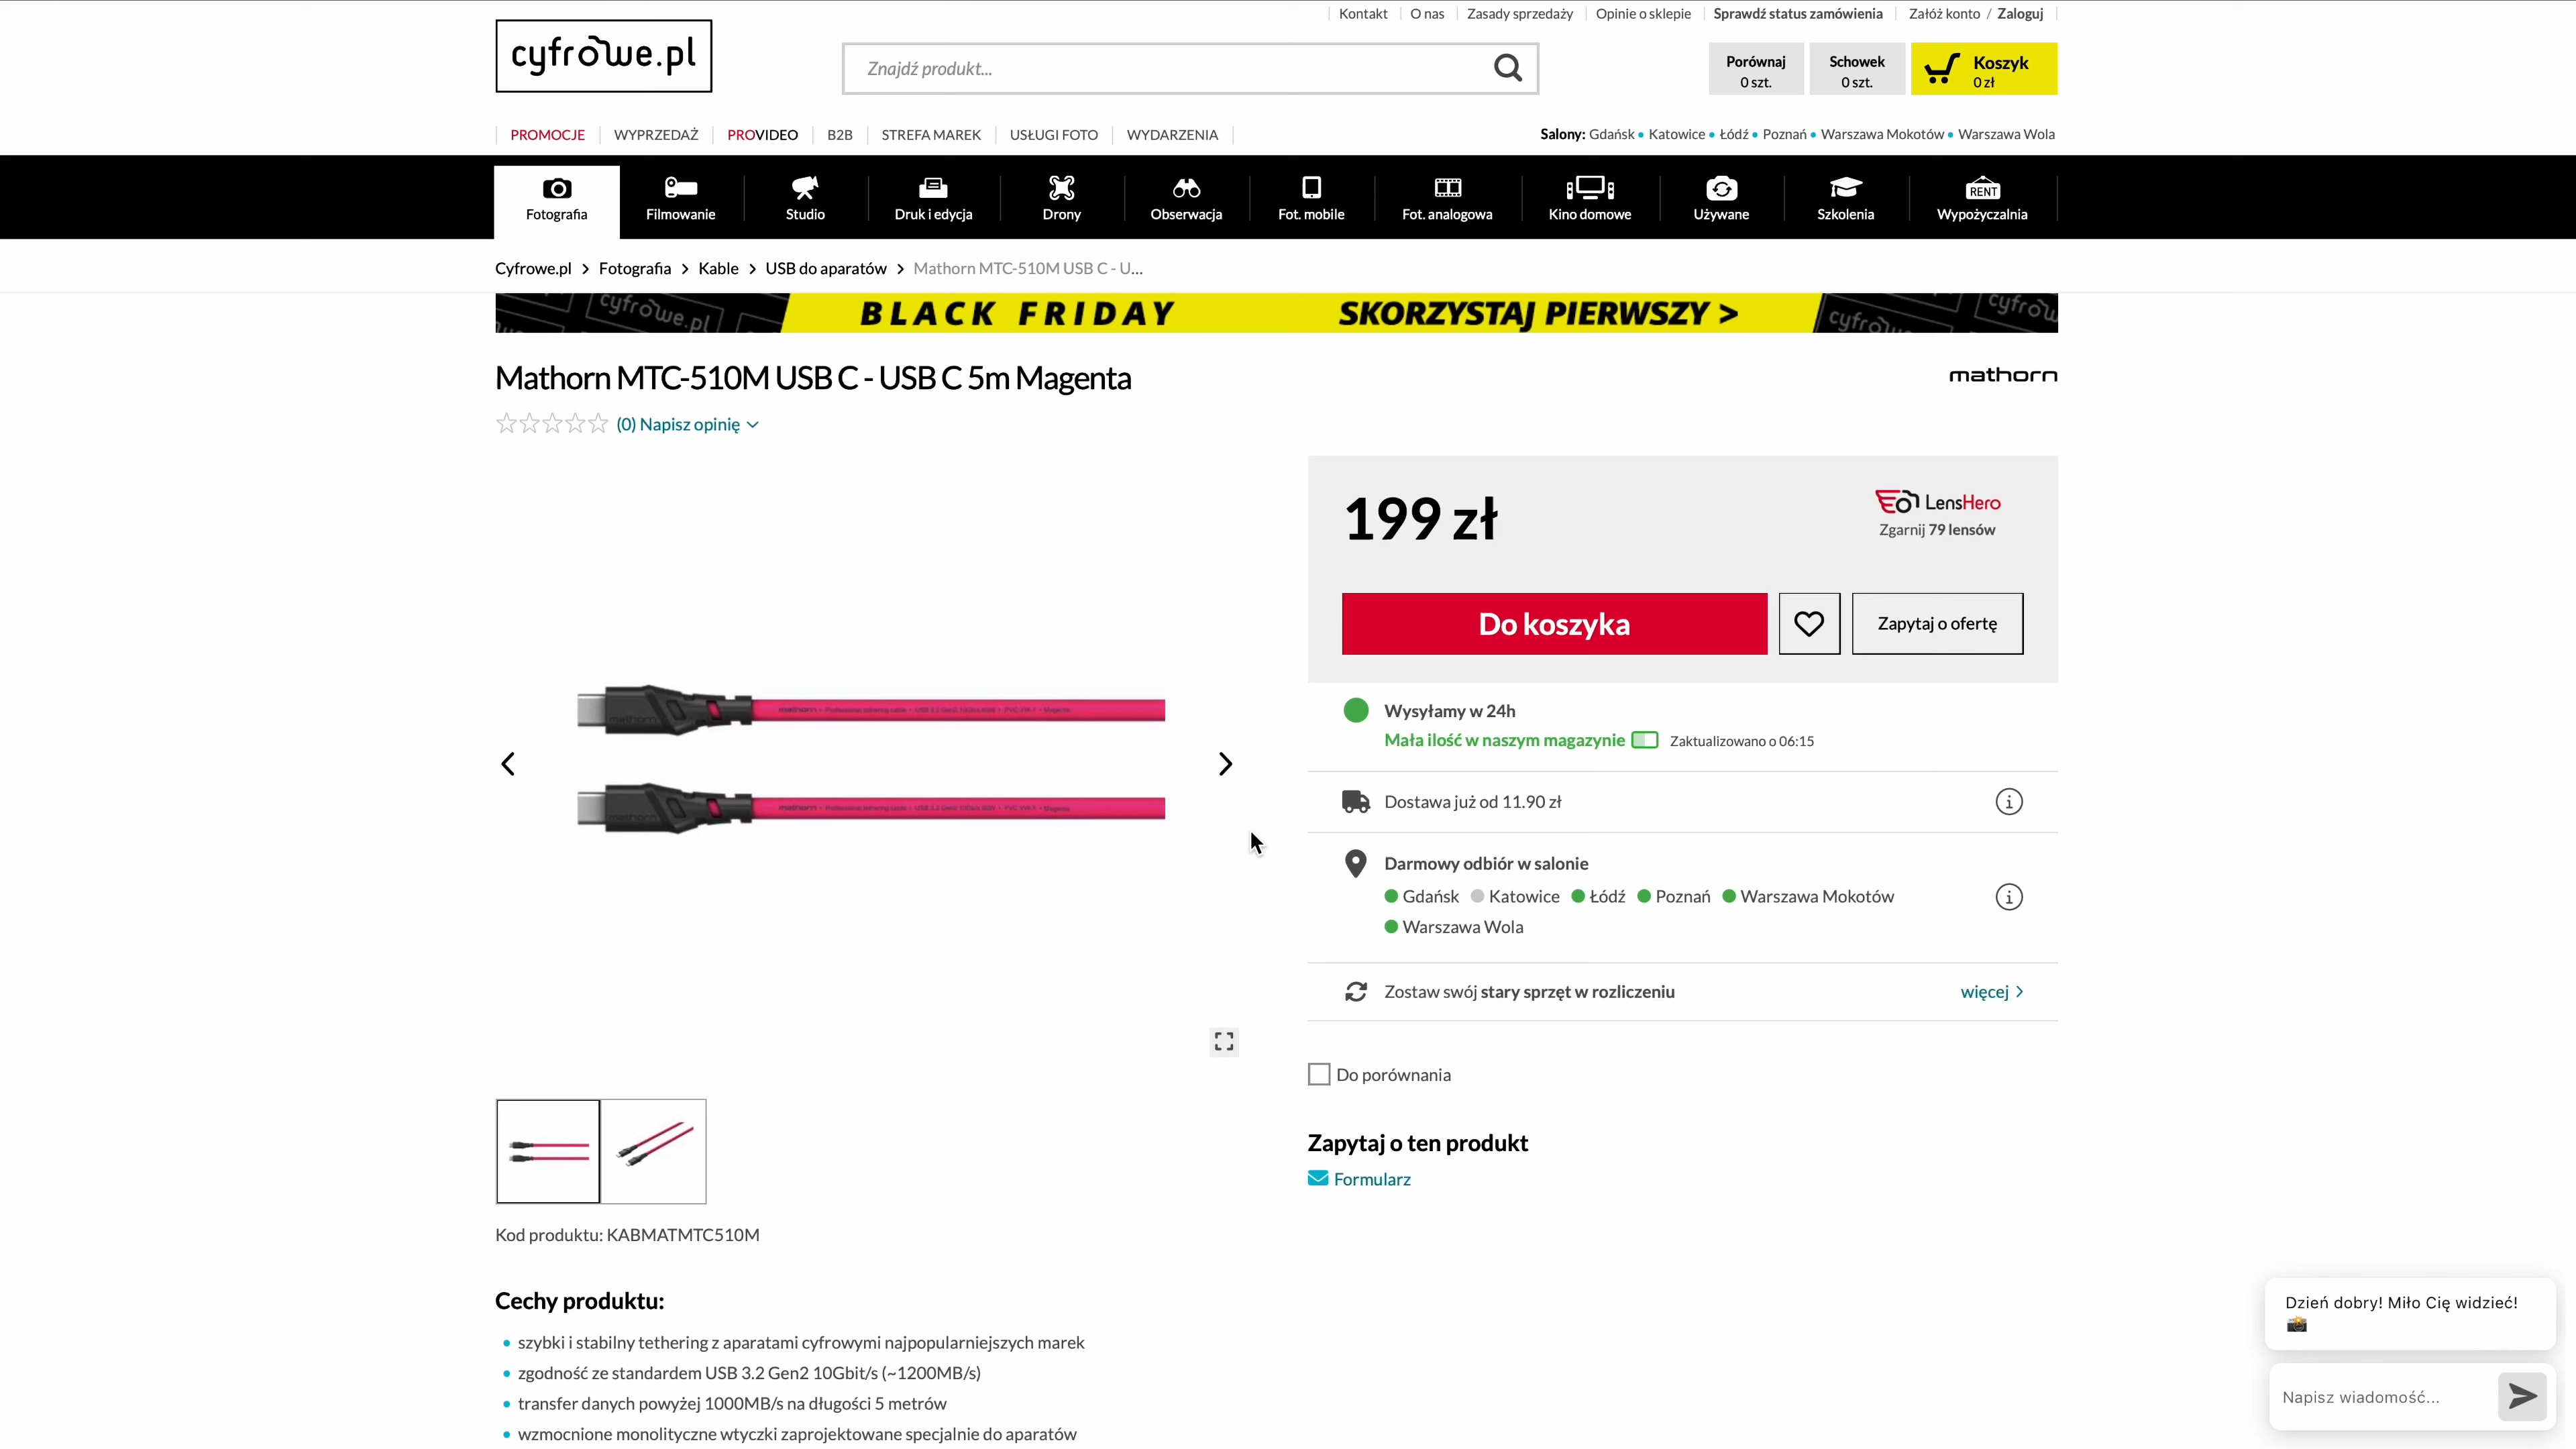 Kontakt O nas Zasady sprzedaży Opinie o sklepie Sprawdź status zamówienia Załóż konto / Zaloguj
cyfrowe.pl
Znajdź produkt...
Porównaj
0 szt.
Schowek
0 szt.
Koszyk
0 zł
PROMOCJE WYPRZEDAŻ PROVIDEO B2B STREFA MAREK USŁUGI FOTO WYDARZENIA
Salony: Gdańsk • Katowice • Łódź • Poznań • Warszawa Mokotów • Warszawa Wola
RENT
Fotografia Filmowanie Studio Druk i edycja Drony Obserwacja Fot. mobile Fot. analogowa Kino domowe Używane Szkolenia Wypożyczalnia
Cyfrowe.pl > Fotografia > Kable > USB do aparatów > Mathorn MTC-510M USB C - U...
cyfrowe.pl BLACK FRIDAY SKORZYSTAJ PIERWSZY >
Mathorn MTC-510M USB C - USB C 5m Magenta
mathorn
(0) Napisz opinię
199 zł
LensHero
Zgarnij 79 lensów
Do koszyka
Zapytaj o ofertę
Wysyłamy w 24h
Mała ilość w naszym magazynie Zaktualizowano o 06:15
Dostawa już od 11.90 zł
Darmowy odbiór w salonie
Gdańsk Katowice Łódź Poznań Warszawa Mokotów
Warszawa Wola
Zostaw swój stary sprzęt w rozliczeniu więcej >
Do porównania
Zapytaj o ten produkt
Formularz
Kod produktu: KABMATMTC510M
Cechy produktu:
• szybki i stabilny tethering z aparatami cyfrowymi najpopularniejszych marek
• zgodność ze standardem USB 3.2 Gen2 10Gbit/s (~1200MB/s)
• transfer danych powyżej 1000MB/s na długości 5 metrów
• wzmocnione monolityczne wtyczki zaprojektowane specjalnie do aparatów
Dzień dobry! Miło Cię widzieć!
📸
Napisz wiadomość...